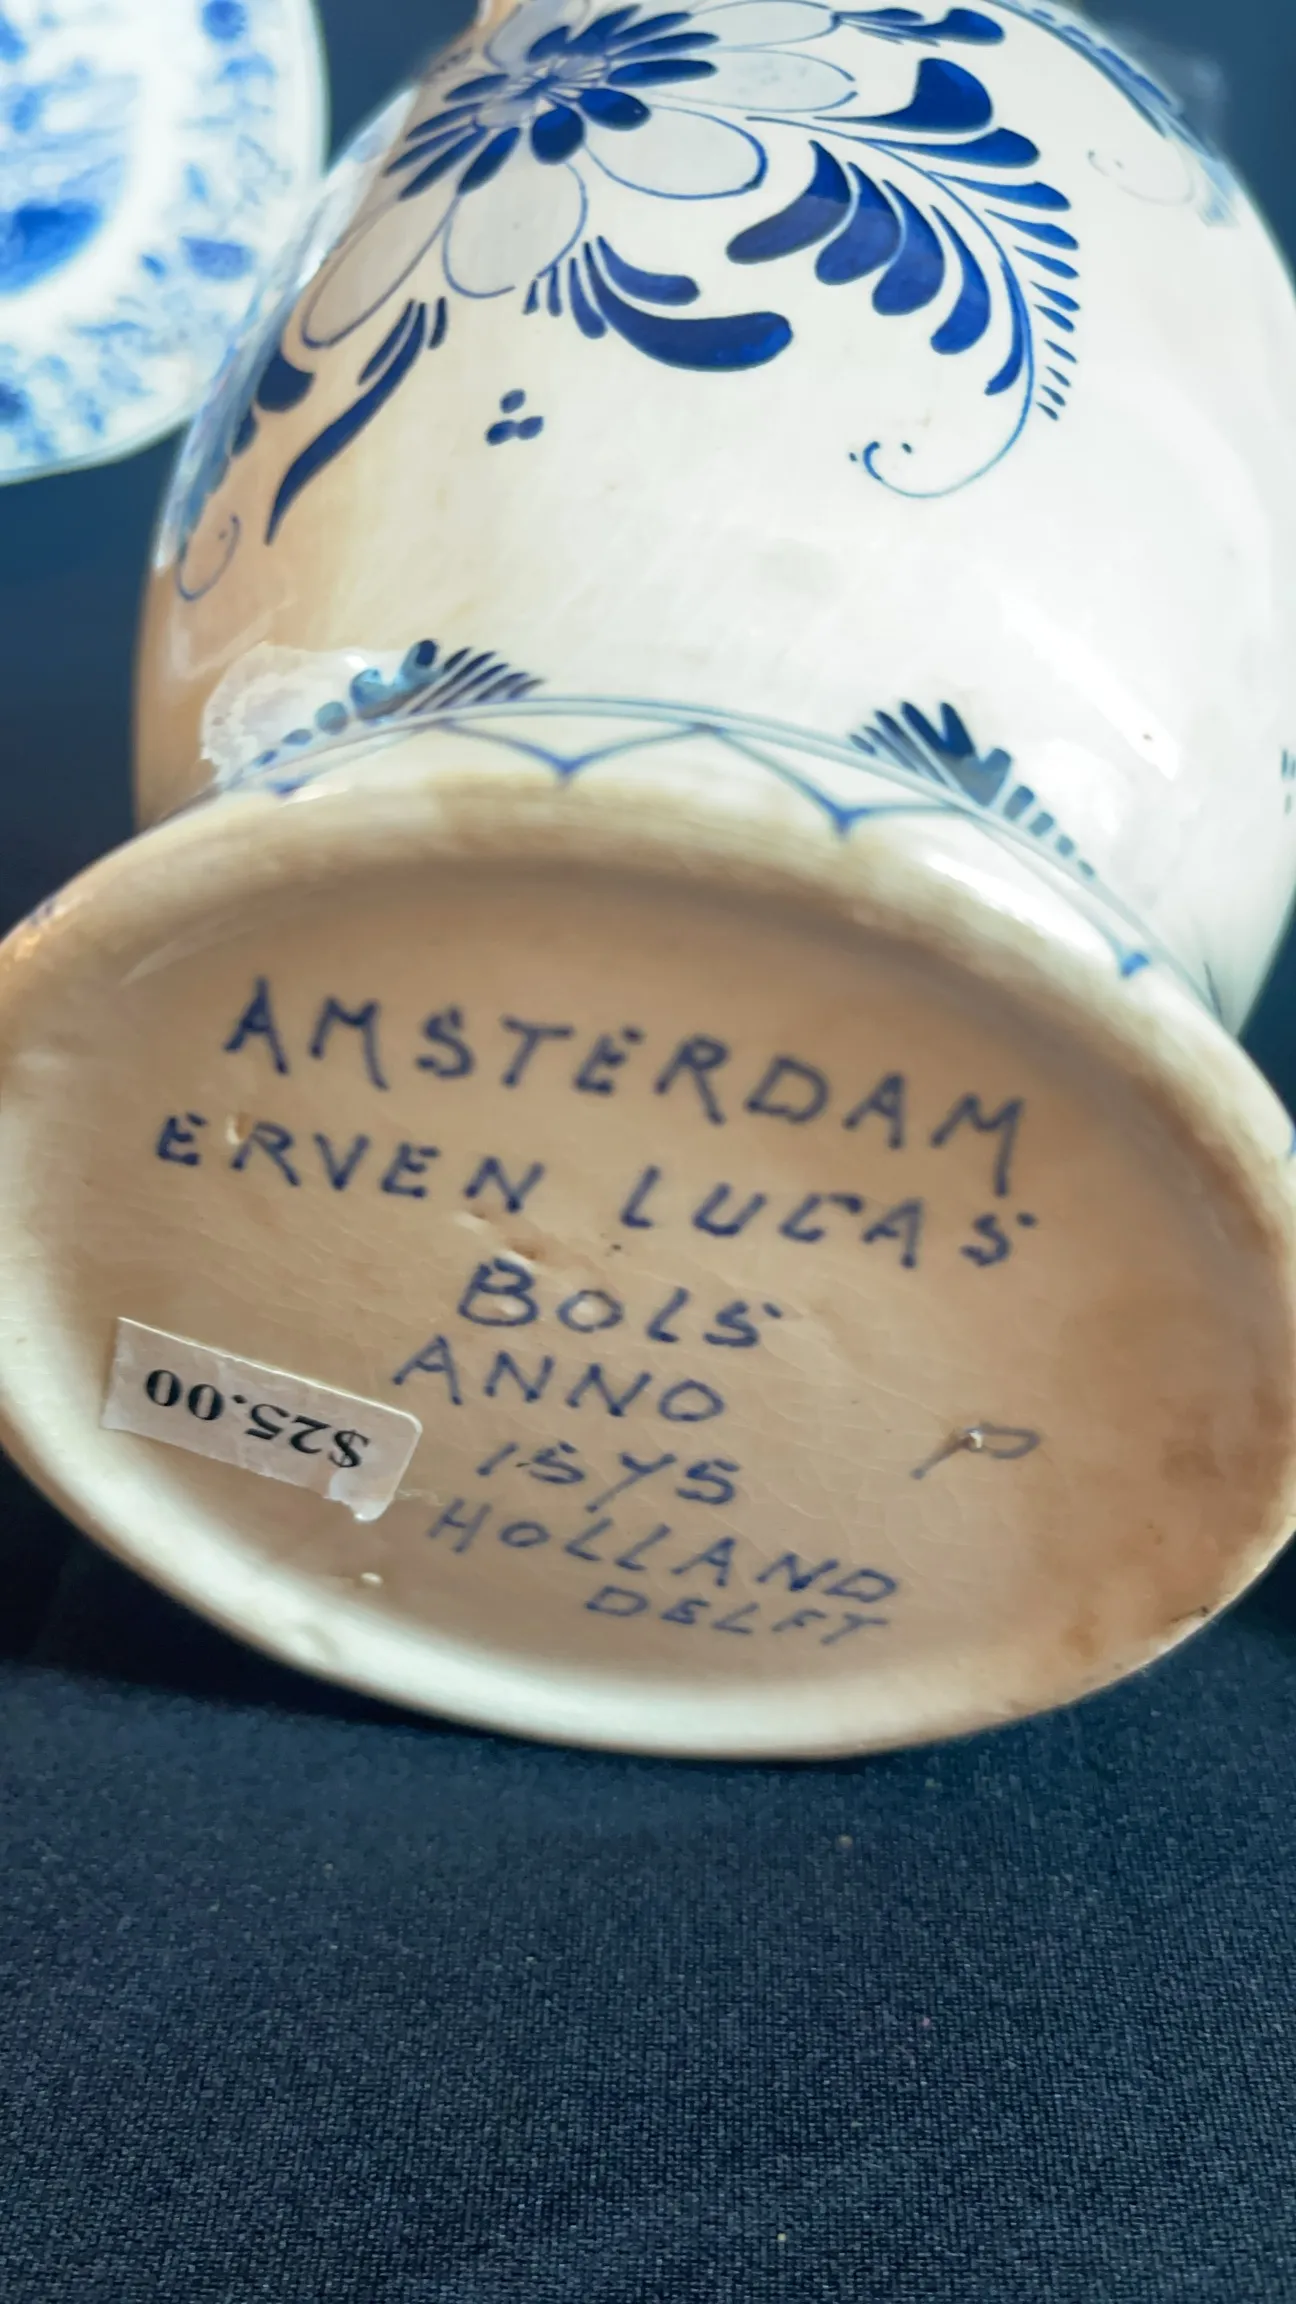 AMSTERDAM
ERVEN LUCAS
BOLS
ANNO
1575
HOLLAND
DELFT
P
$25.00